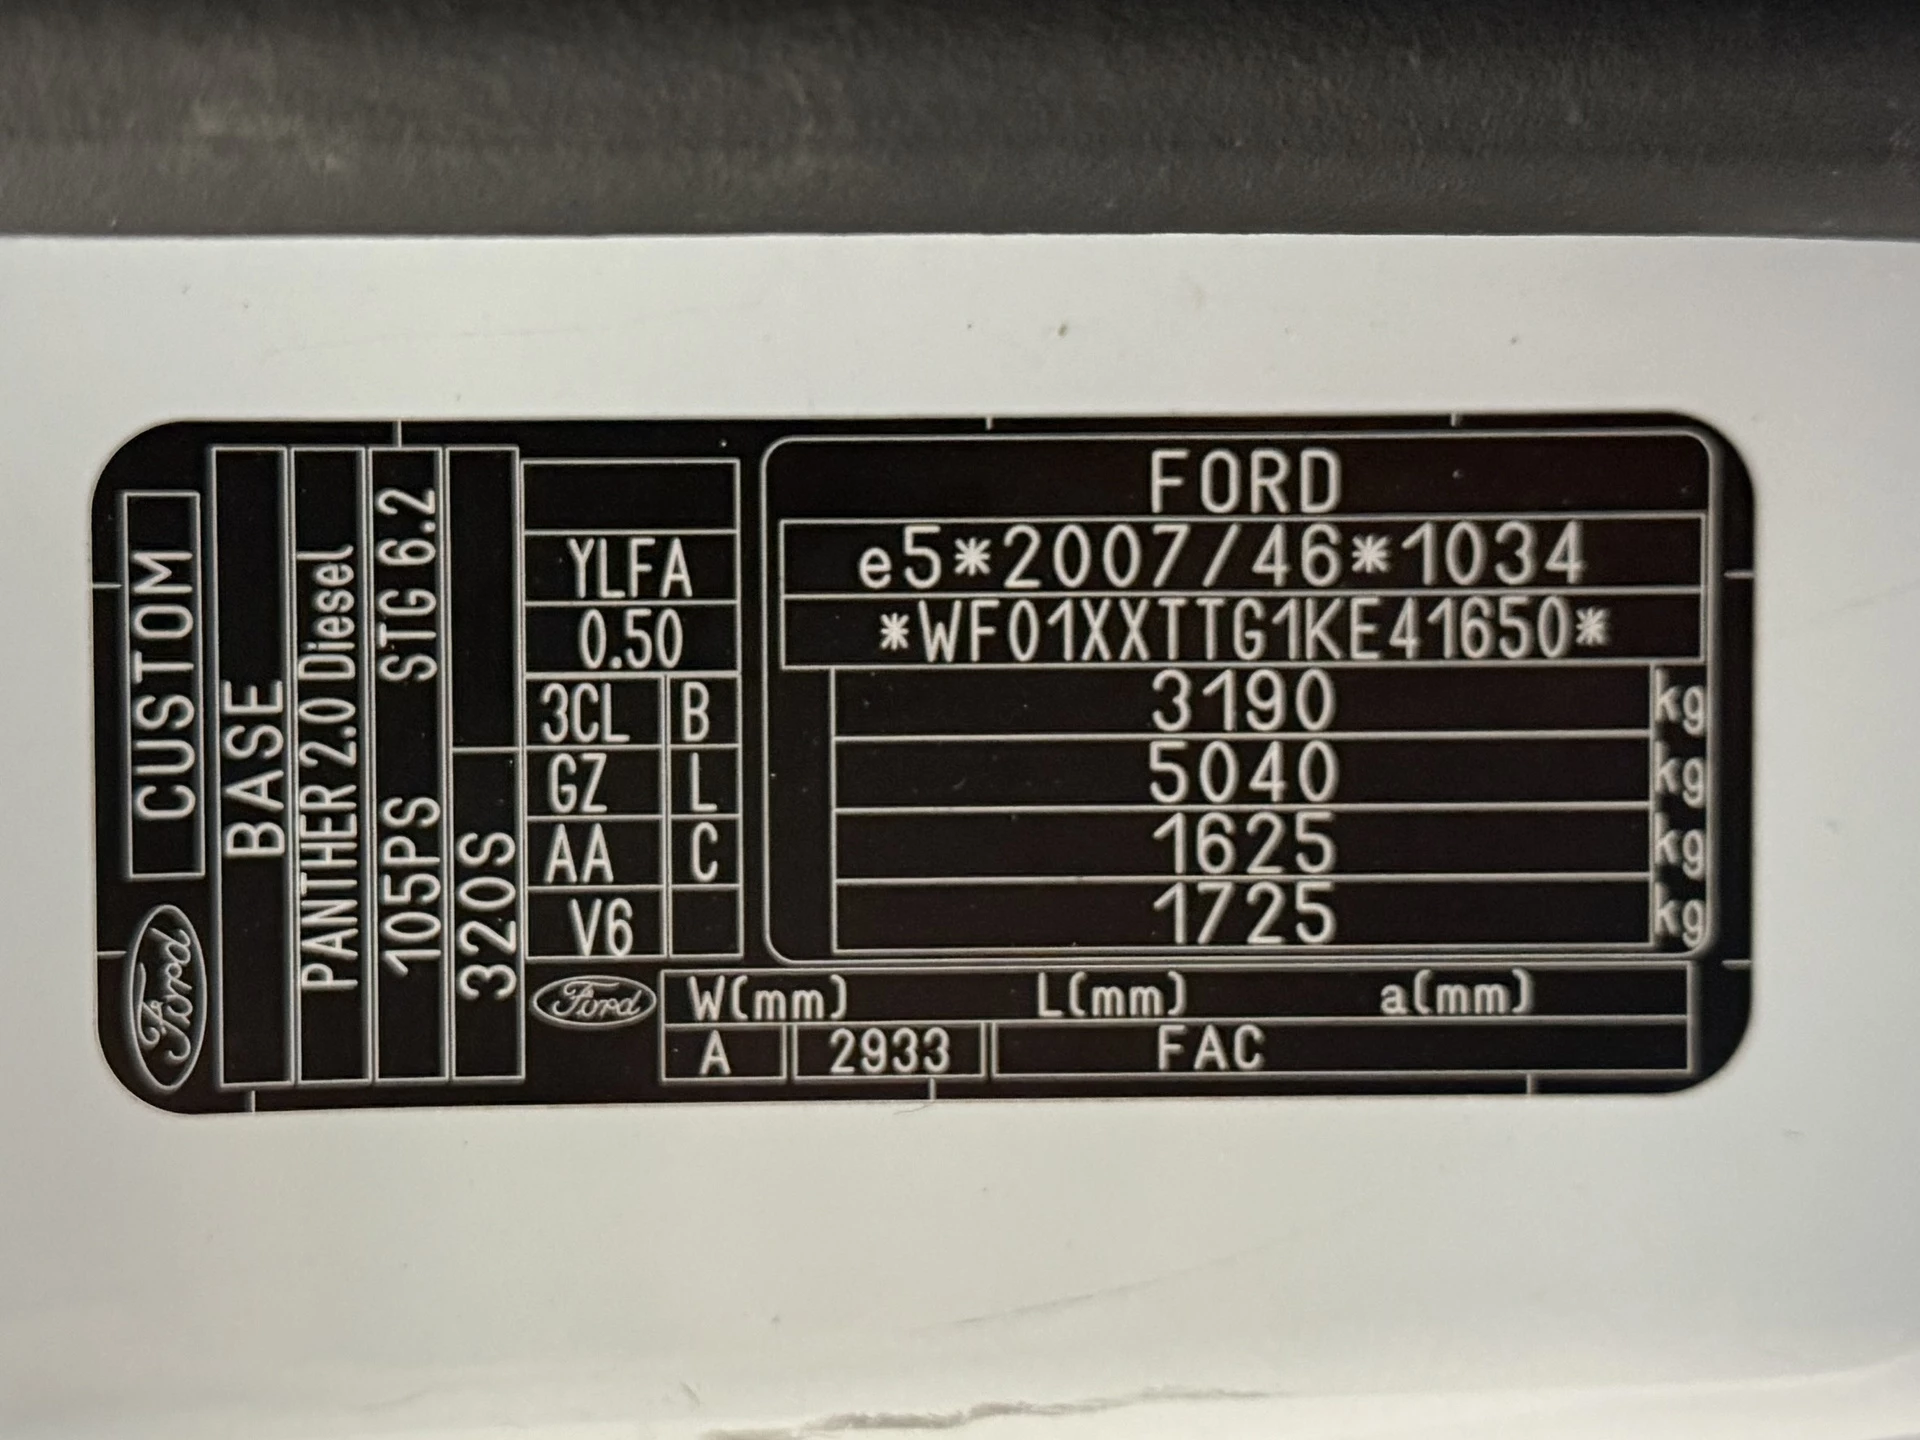 CUSTOM
Ford
BASE
PANTHER 2.0 Diesel
105PS STG 6.2
320S
YLFA
0.50
3CL B
GZ L
AA C
V6
FORD
e5*2007/46*1034
*WF01XXTTG1KE41650*
3190 kg
5040 kg
1625 kg
1725 kg
Ford
W(mm) L(mm) a(mm)
A 2933 FAC